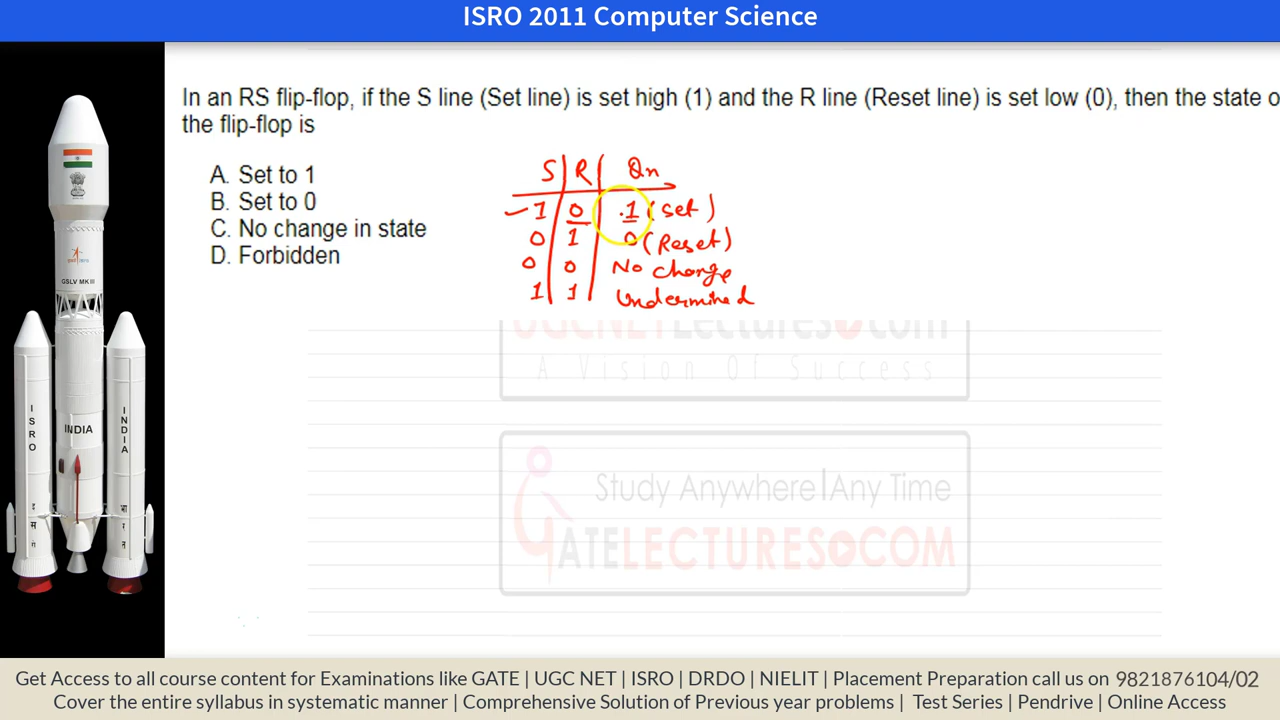 ISRO 2011 Computer Science
In an RS flip-flop, if the S line (Set line) is set high (1) and the R line (Reset line) is set low (0), then the state o
the flip-flop is
A. Set to 1
B. Set to 0
C. No change in state
D. Forbidden
S R Qn
1 0 .1 (Set)
0 1 0 (Reset)
0 0 No change
1 1 Undermined
UGCNETLectures.com
A Vision Of Success
Study Anywhere|Any Time
GATELECTURES.COM
GSLV MK III
ISRO
INDIA
INDIA
Get Access to all course content for Examinations like GATE | UGC NET | ISRO | DRDO | NIELIT | Placement Preparation call us on 9821876104/02
Cover the entire syllabus in systematic manner | Comprehensive Solution of Previous year problems | Test Series | Pendrive | Online Access